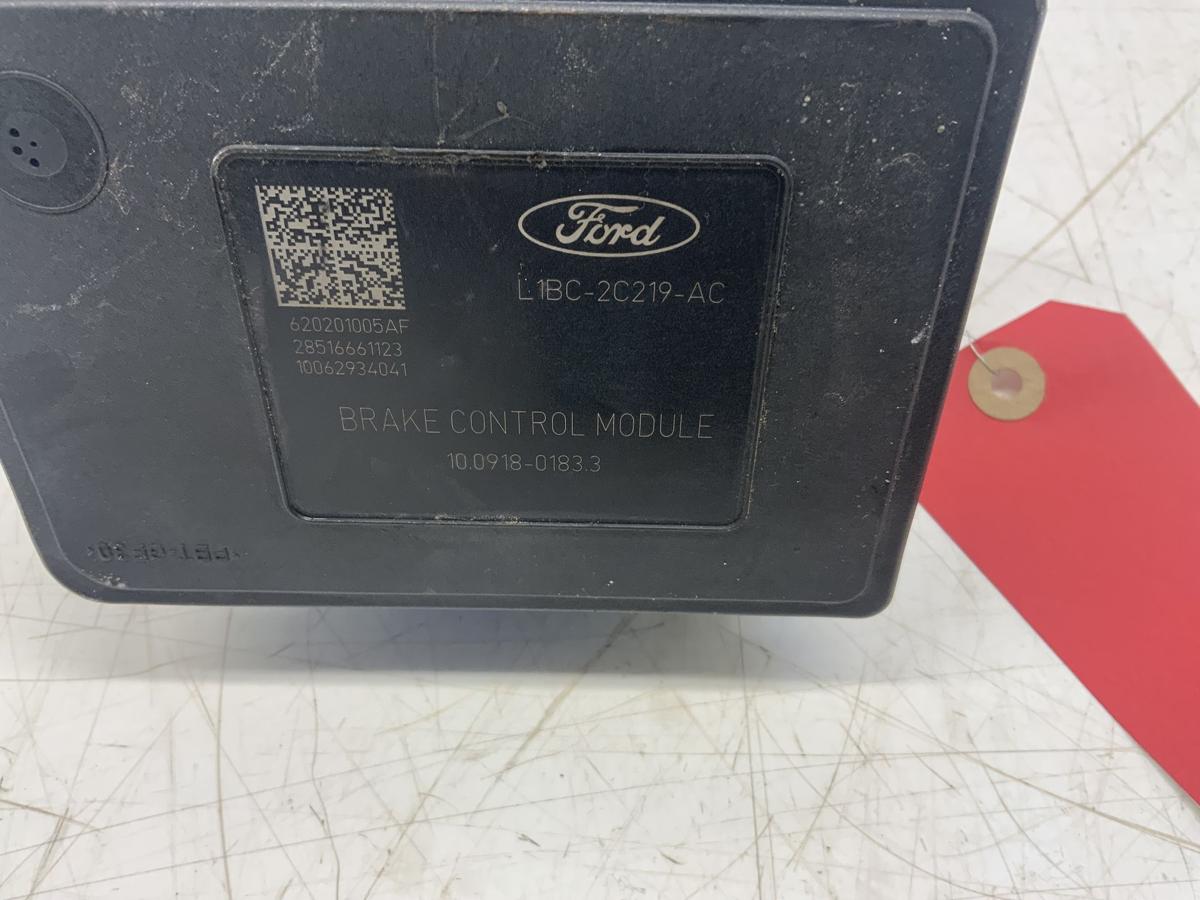 Ford
L1BC-2C219-AC
620201005AF
28516661123
10062934041
BRAKE CONTROL MODULE
10.0918-0183.3